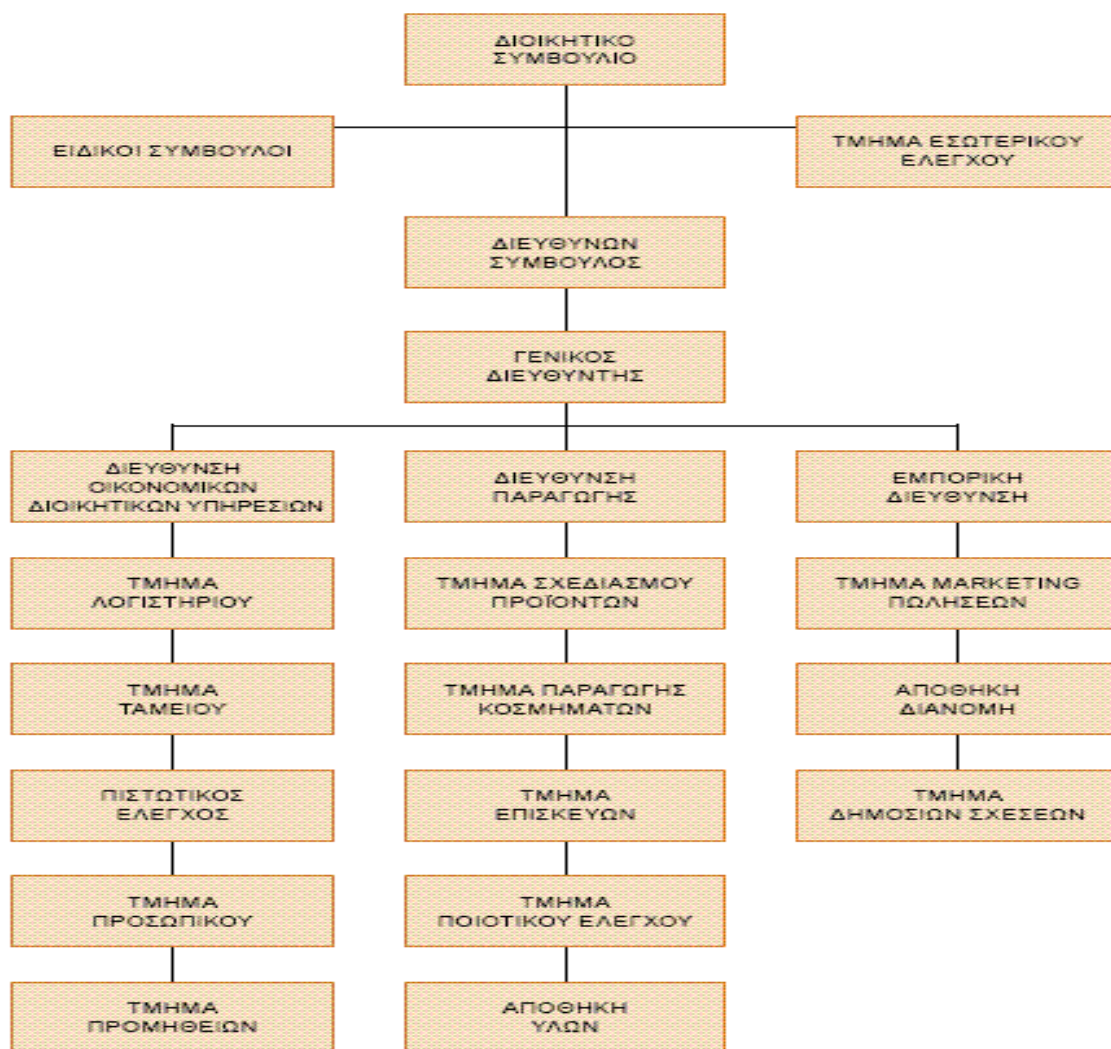 ΔΙΟΙΚΗΤΙΚΟ
ΣΥΜΒΟΥΛΙΟ
ΕΙΔΙΚΟΙ ΣΥΜΒΟΥΛΟΙ
ΤΜΗΜΑ ΕΣΩΤΕΡΙΚΟΥ
ΕΛΕΓΧΟΥ
ΔΙΕΥΘΥΝΩΝ
ΣΥΜΒΟΥΛΟΣ
ΓΕΝΙΚΟΣ
ΔΙΕΥΘΥΝΤΗΣ
ΔΙΕΥΘΥΝΣΗ
ΟΙΚΟΝΟΜΙΚΩΝ
ΔΙΟΙΚΗΤΙΚΩΝ ΥΠΗΡΕΣΙΩΝ
ΔΙΕΥΘΥΝΣΗ
ΠΑΡΑΓΩΓΗΣ
ΕΜΠΟΡΙΚΗ
ΔΙΕΥΘΥΝΣΗ
ΤΜΗΜΑ
ΛΟΓΙΣΤΗΡΙΟΥ
ΤΜΗΜΑ ΣΧΕΔΙΑΣΜΟΥ
ΠΡΟΪΟΝΤΩΝ
ΤΜΗΜΑ MARKETING
ΠΩΛΗΣΕΩΝ
ΤΜΗΜΑ
ΤΑΜΕΙΟΥ
ΤΜΗΜΑ ΠΑΡΑΓΩΓΗΣ
ΚΟΣΜΗΜΑΤΩΝ
ΑΠΟΘΗΚΗ
ΔΙΑΝΟΜΗ
ΠΙΣΤΩΤΙΚΟΣ
ΕΛΕΓΧΟΣ
ΤΜΗΜΑ
ΕΠΙΣΚΕΥΩΝ
ΤΜΗΜΑ
ΔΗΜΟΣΙΩΝ ΣΧΕΣΕΩΝ
ΤΜΗΜΑ
ΠΡΟΣΩΠΙΚΟΥ
ΤΜΗΜΑ
ΠΟΙΟΤΙΚΟΥ ΕΛΕΓΧΟΥ
ΤΜΗΜΑ
ΠΡΟΜΗΘΕΙΩΝ
ΑΠΟΘΗΚΗ
ΥΛΩΝ